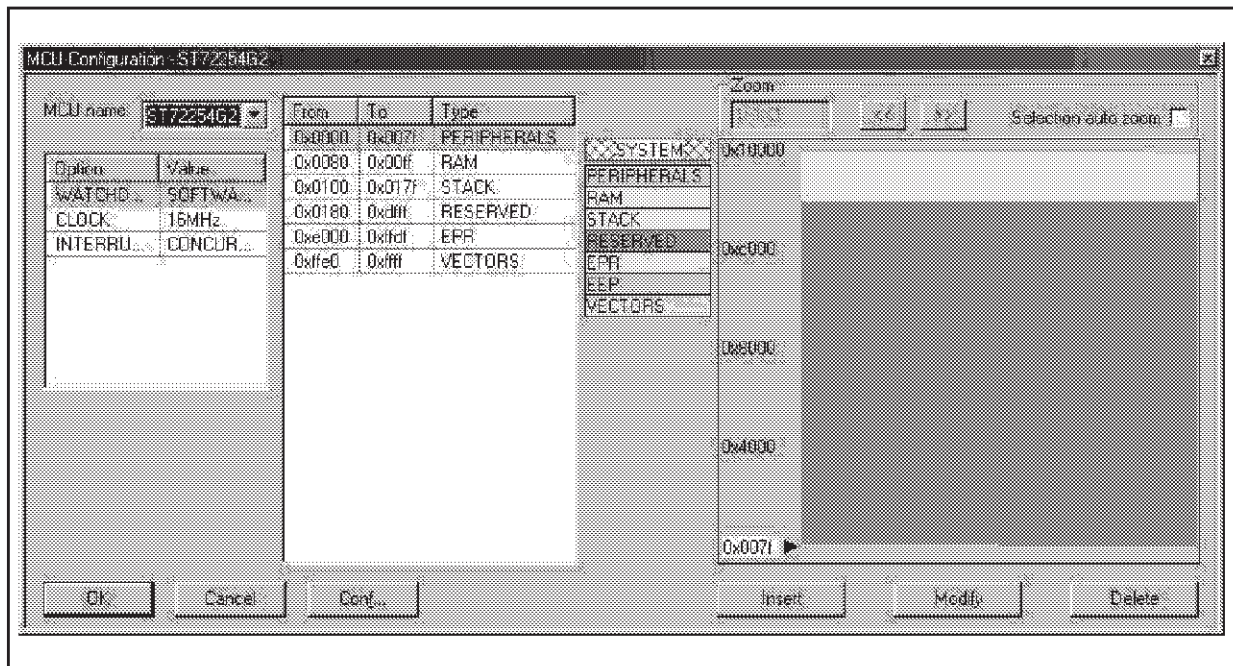 MCU Configuration - ST72254G2
MCU name: ST72254G2
Option Value
WATCHD... SOFTWA...
CLOCK 16MHz
INTERRU... CONCUR...
From To Type
0x0000 0x007f PERIPHERALS
0x0080 0x00ff RAM
0x0100 0x017f STACK
0x0180 0xdfff RESERVED
0xe000 0xffdf EPR
0xffe0 0xffff VECTORS
SYSTEM
PERIPHERALS
RAM
STACK
RESERVED
EPR
EEP
VECTORS
Zoom
<< >> Selection auto zoom
0x10000
0xc000
0x8000
0x4000
0x007f
OK Cancel Conf... Insert Modify Delete